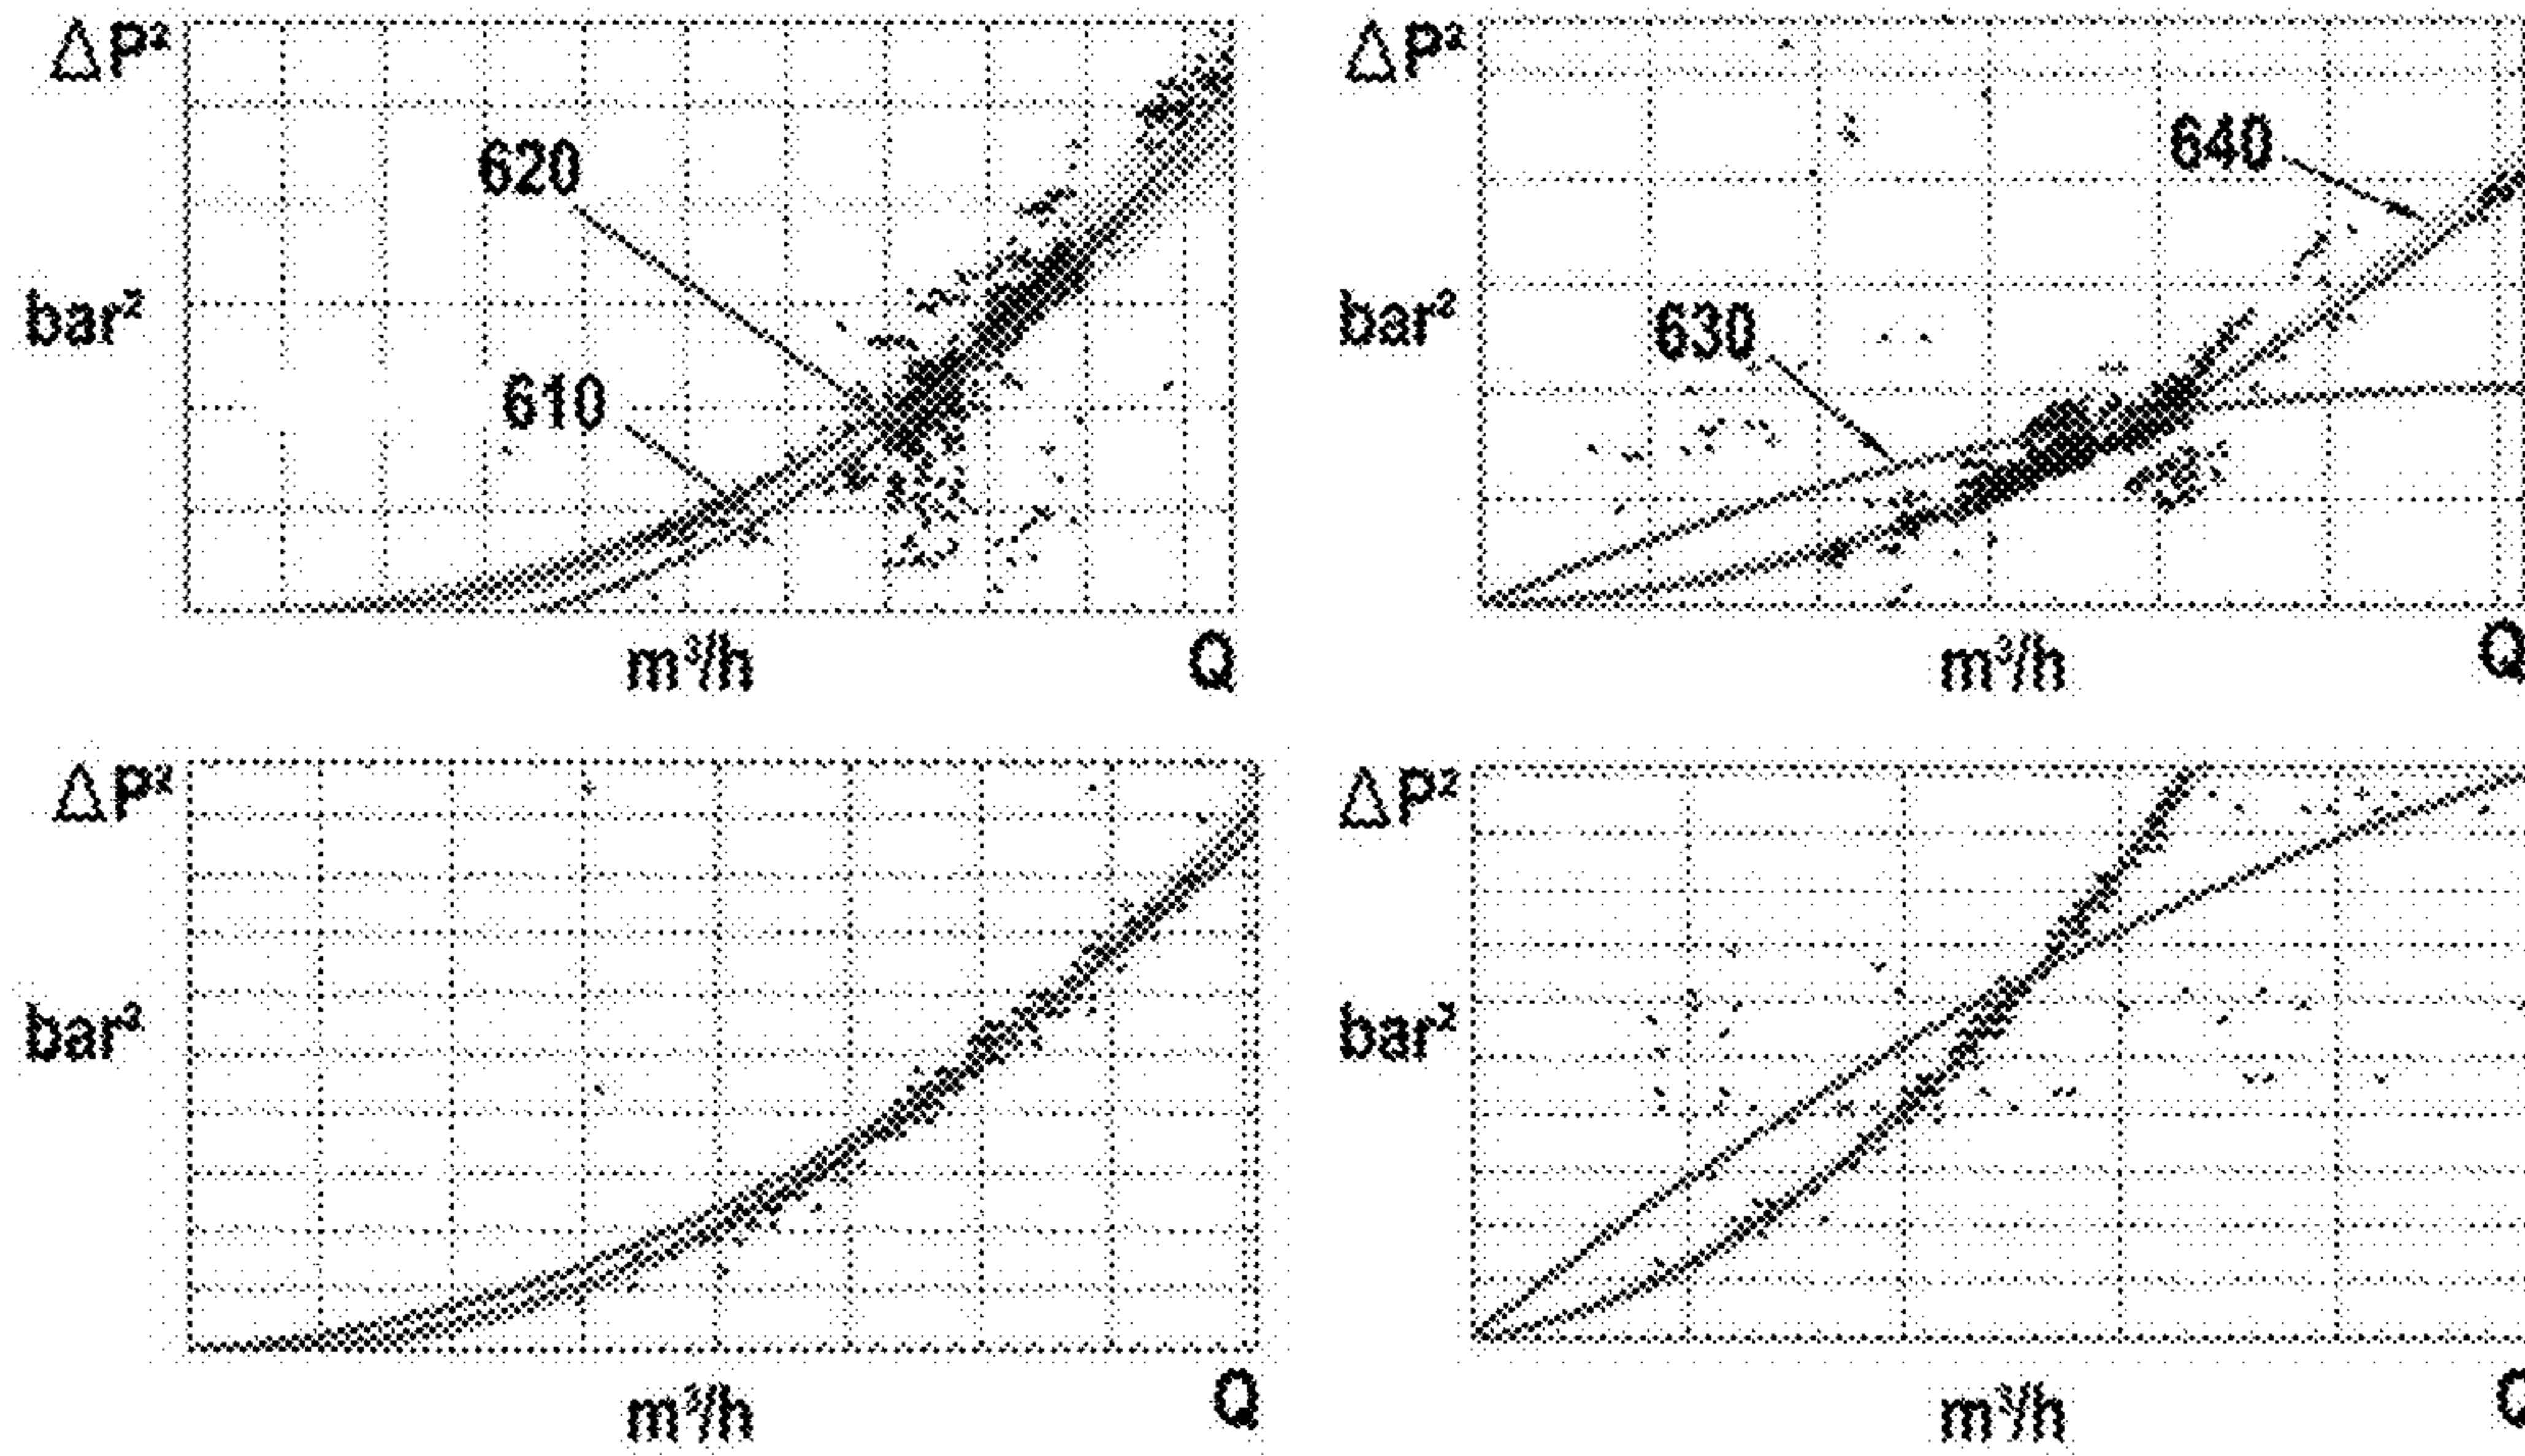 ΔP²
620
610
bar²
m³/h
Q
ΔP²
640
630
bar²
m³/h
Q
ΔP²
bar²
m³/h
Q
ΔP²
bar²
m³/h
Q